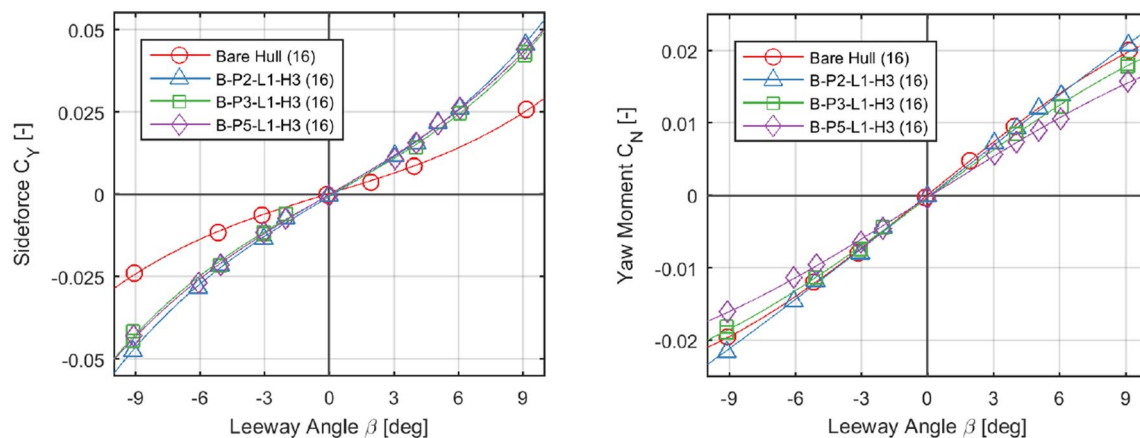 0.05
0.025
0
-0.025
-0.05
Sideforce C_Y [-]
Bare Hull (16)
B-P2-L1-H3 (16)
B-P3-L1-H3 (16)
B-P5-L1-H3 (16)
-9 -6 -3 0 3 6 9
Leeway Angle β [deg]
0.02
0.01
0
-0.01
-0.02
Yaw Moment C_N [-]
Bare Hull (16)
B-P2-L1-H3 (16)
B-P3-L1-H3 (16)
B-P5-L1-H3 (16)
-9 -6 -3 0 3 6 9
Leeway Angle β [deg]